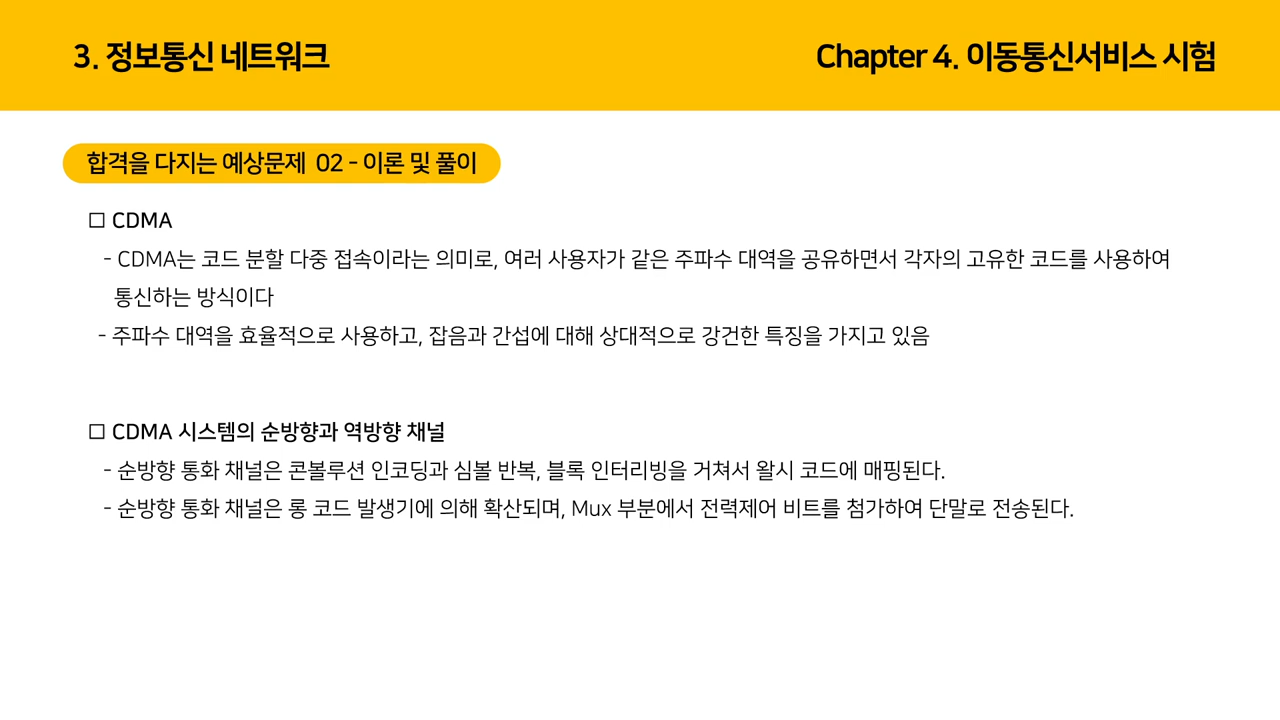 3. 정보통신 네트워크
Chapter 4. 이동통신서비스 시험
합격을 다지는 예상문제 02 - 이론 및 풀이
□ CDMA
- CDMA는 코드 분할 다중 접속이라는 의미로, 여러 사용자가 같은 주파수 대역을 공유하면서 각자의 고유한 코드를 사용하여
통신하는 방식이다
- 주파수 대역을 효율적으로 사용하고, 잡음과 간섭에 대해 상대적으로 강건한 특징을 가지고 있음
□ CDMA 시스템의 순방향과 역방향 채널
- 순방향 통화 채널은 콘볼루션 인코딩과 심볼 반복, 블록 인터리빙을 거쳐서 왈시 코드에 매핑된다.
- 순방향 통화 채널은 롱 코드 발생기에 의해 확산되며, Mux 부분에서 전력제어 비트를 첨가하여 단말로 전송된다.